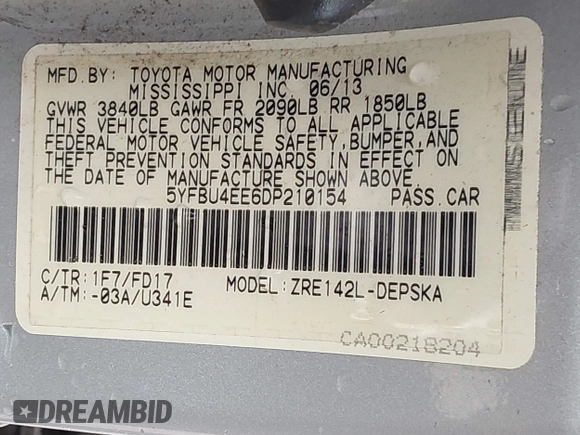 MFD.BY: TOYOTA MOTOR MANUFACTURING
MISSISSIPPI INC. 06/13
GVWR 3840LB GAWR FR 2090LB RR 1850LB
THIS VEHICLE CONFORMS TO ALL APPLICABLE
FEDERAL MOTOR VEHICLE SAFETY,BUMPER,AND
THEFT PREVENTION STANDARDS IN EFFECT ON
THE DATE OF MANUFACTURE SHOWN ABOVE.
5YFBU4EE6DP210154 PASS.CAR
C/TR:1F7/FD17 MODEL:ZRE142L-DEPSKA
A/TM:-03A/U341E
CA00218204
DREAMBID